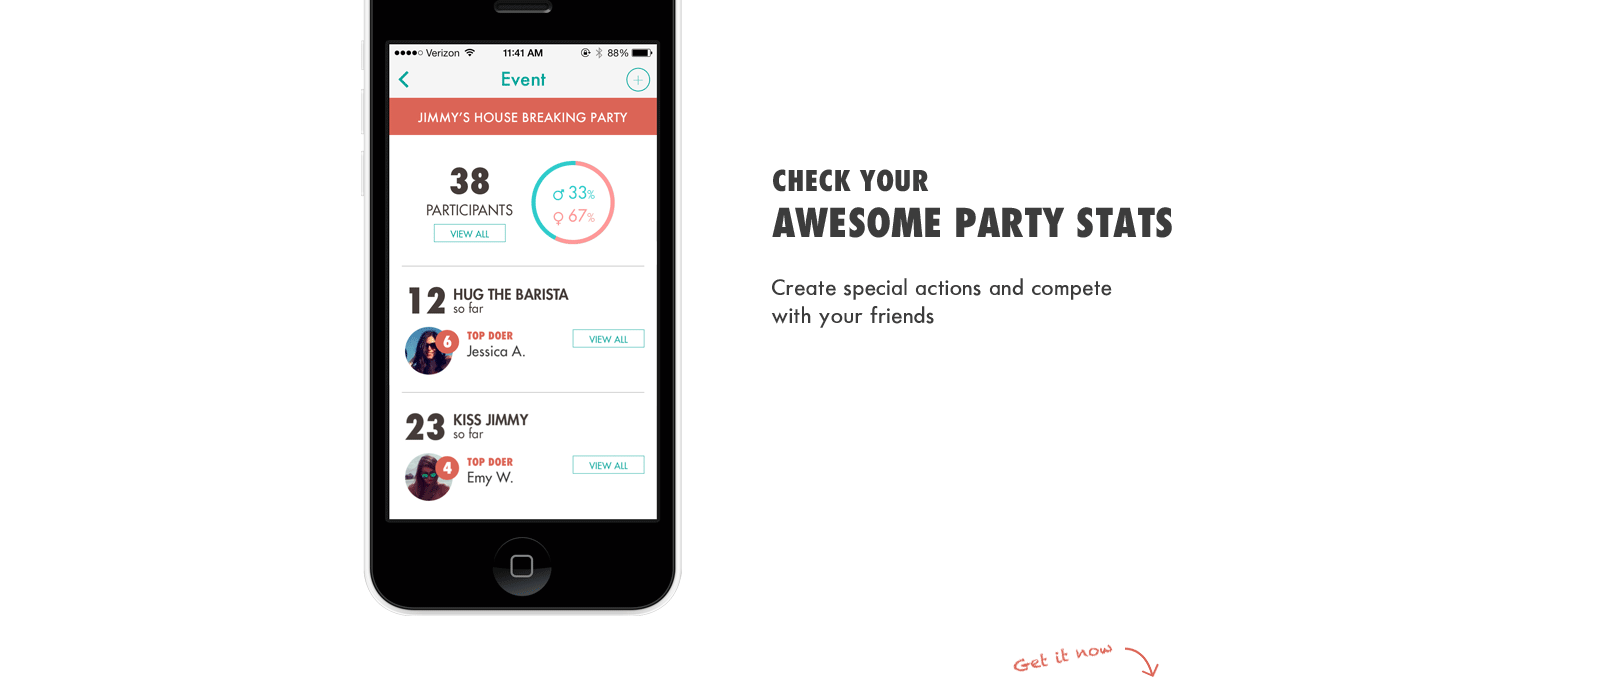 Verizon 11:41 AM 88%
Event
JIMMY'S HOUSE BREAKING PARTY
38
PARTICIPANTS
VIEW ALL
♂ 33%
♀ 67%
12 HUG THE BARISTA
so far
6
TOP DOER
Jessica A.
VIEW ALL
23 KISS JIMMY
so far
4
TOP DOER
Emy W.
VIEW ALL
CHECK YOUR
AWESOME PARTY STATS
Create special actions and compete
with your friends
Get it now